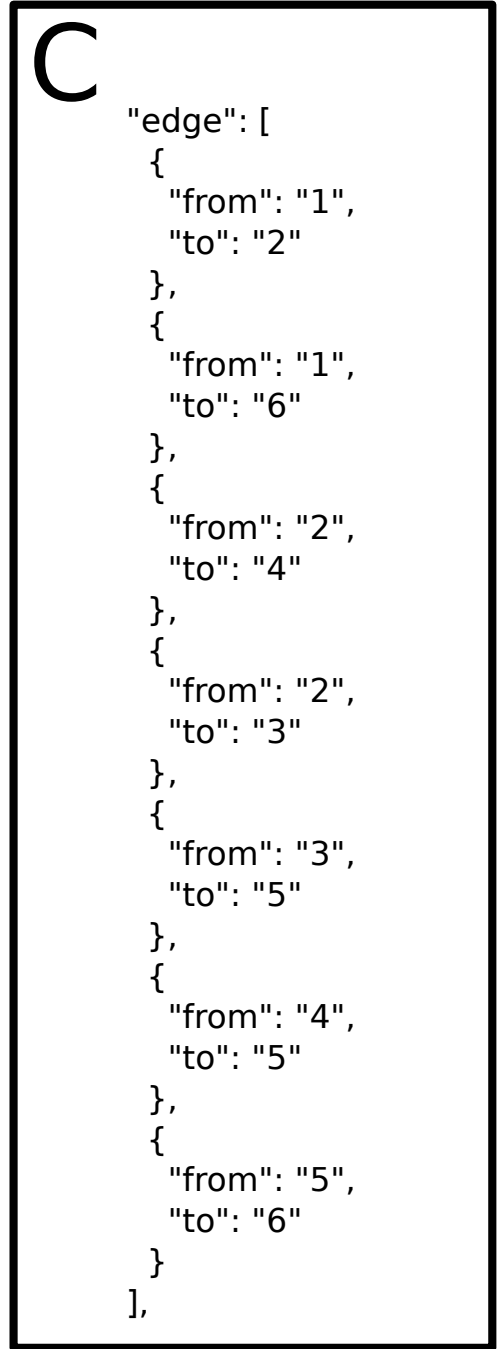 C
"edge": [
{
"from": "1",
"to": "2"
},
{
"from": "1",
"to": "6"
},
{
"from": "2",
"to": "4"
},
{
"from": "2",
"to": "3"
},
{
"from": "3",
"to": "5"
},
{
"from": "4",
"to": "5"
},
{
"from": "5",
"to": "6"
}
],